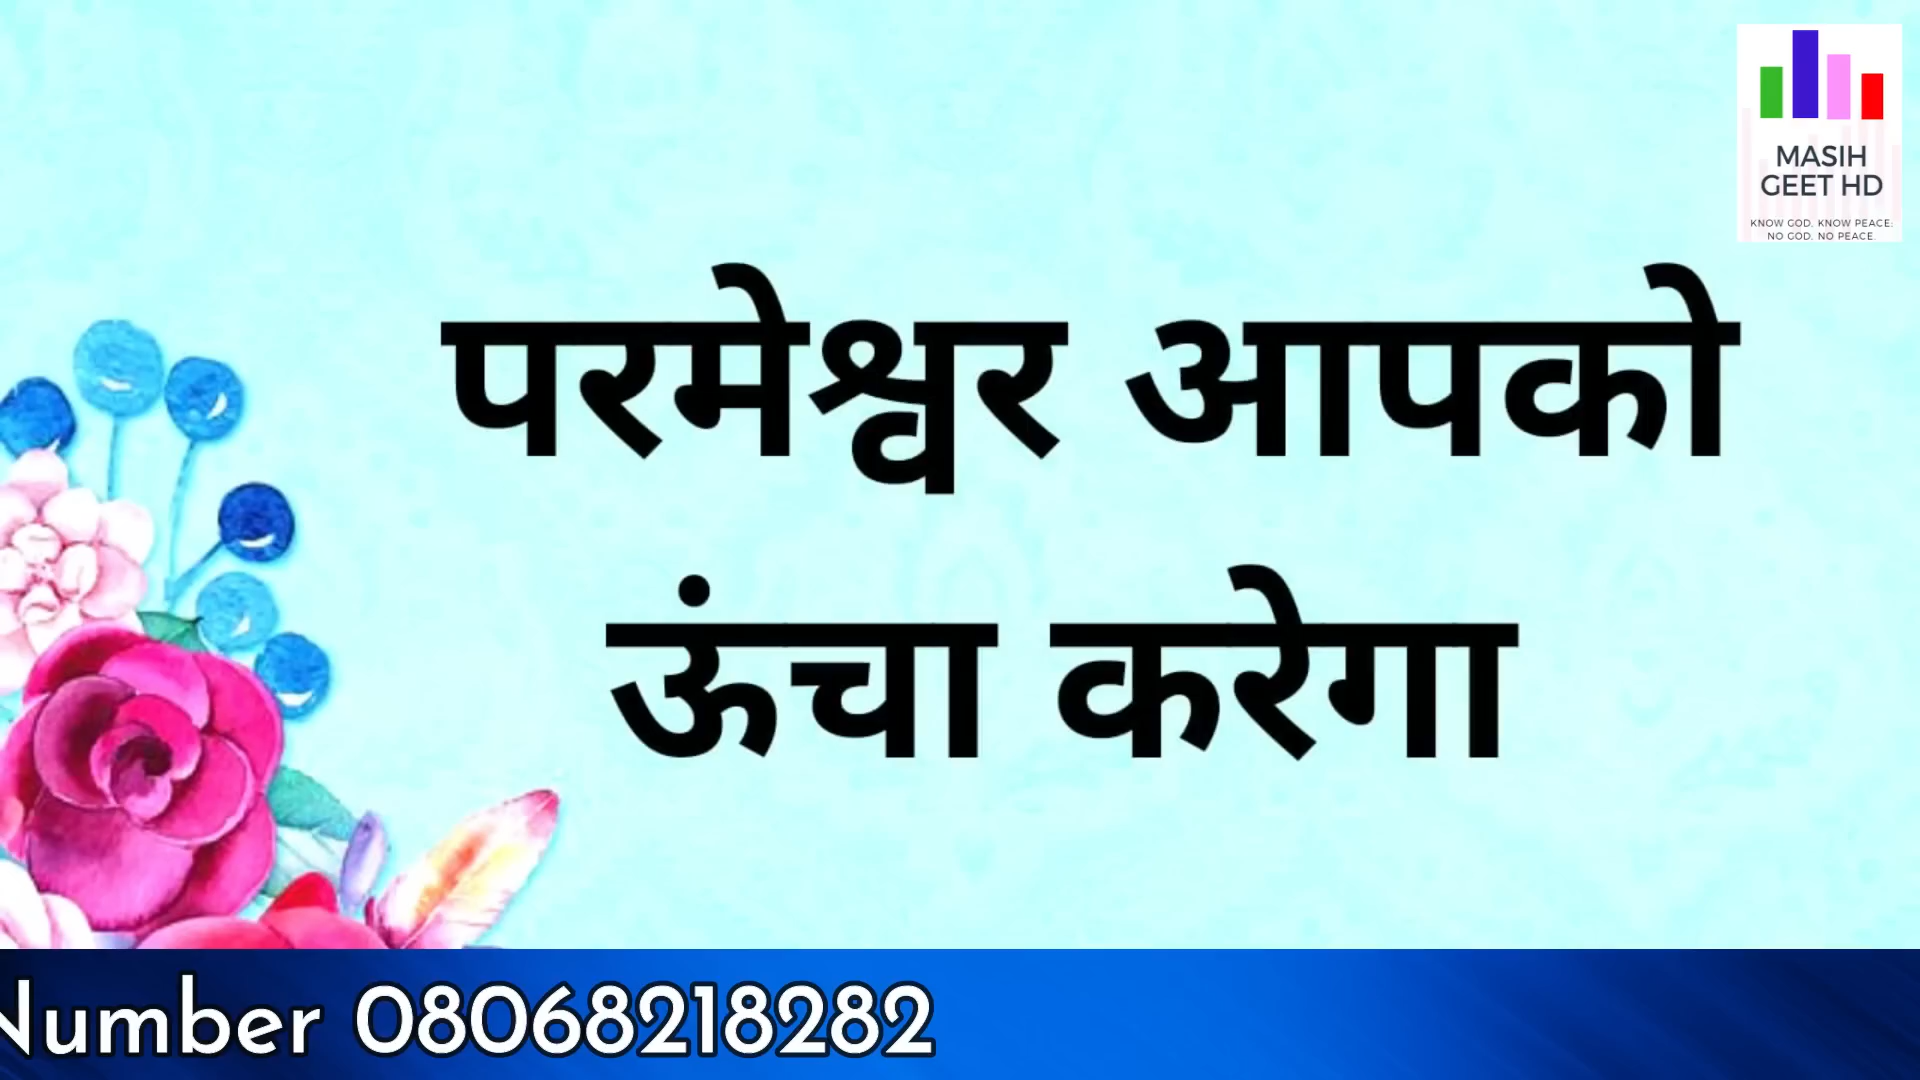 MASIH
GEET HD
KNOW GOD. KNOW PEACE:
NO GOD. NO PEACE.
परमेश्वर आपको
ऊंचा करेगा
Number 08068218282